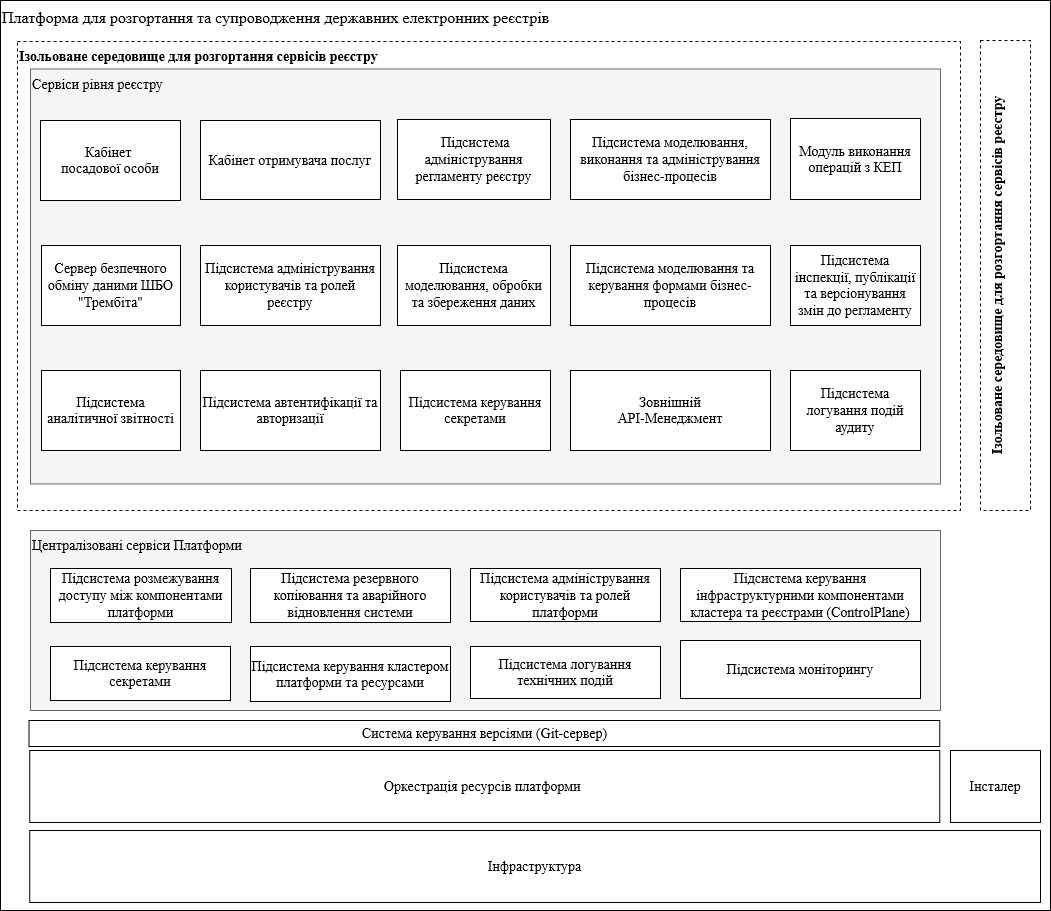 Платформа для розгортання та супроводження державних електронних реєстрів
Ізольоване середовище для розгортання сервісів реєстру
Сервіси рівня реєстру
Кабінет
посадової особи
Кабінет отримувача послуг
Підсистема
адміністрування
регламенту реєстру
Підсистема моделювання,
виконання та адміністрування
бізнес-процесів
Модуль виконання
операцій з КЕП
Сервер безпечного
обміну даними ШБО
"Трембіта"
Підсистема адміністрування
користувачів та ролей
реєстру
Підсистема
моделювання, обробки
та збереження даних
Підсистема моделювання та
керування формами бізнес-
процесів
Підсистема
інспекції, публікації
та версіонування
змін до регламенту
Підсистема
аналітичної звітності
Підсистема автентифікації та
авторизації
Підсистема керування
секретами
Зовнішній
API-Менеджмент
Підсистема
логування подій
аудиту
Ізольоване середовище для розгортання сервісів реєстру
Централізовані сервіси Платформи
Підсистема розмежування
доступу між компонентами
платформи
Підсистема резервного
копіювання та аварійного
відновлення системи
Підсистема адміністрування
користувачів та ролей
платформи
Підсистема керування
інфраструктурними компонентами
кластера та реєстрами (ControlPlane)
Підсистема керування
секретами
Підсистема керування кластером
платформи та ресурсами
Підсистема логування
технічних подій
Підсистема моніторингу
Система керування версіями (Git-сервер)
Оркестрація ресурсів платформи
Інсталер
Інфраструктура